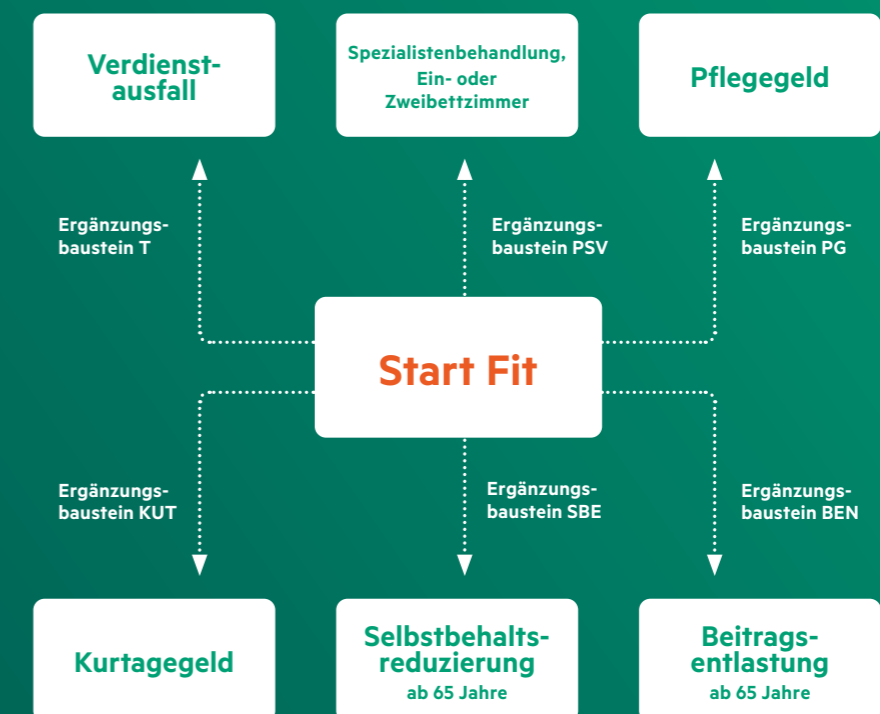 Verdienst-
ausfall
Spezialistenbehandlung,
Ein- oder
Zweibettzimmer
Pflegegeld
Ergänzungs-
baustein T
Ergänzungs-
baustein PSV
Ergänzungs-
baustein PG
Start Fit
Ergänzungs-
baustein KUT
Ergänzungs-
baustein SBE
Ergänzungs-
baustein BEN
Kurtagegeld
Selbstbehalts-
reduzierung
ab 65 Jahre
Beitrags-
entlastung
ab 65 Jahre